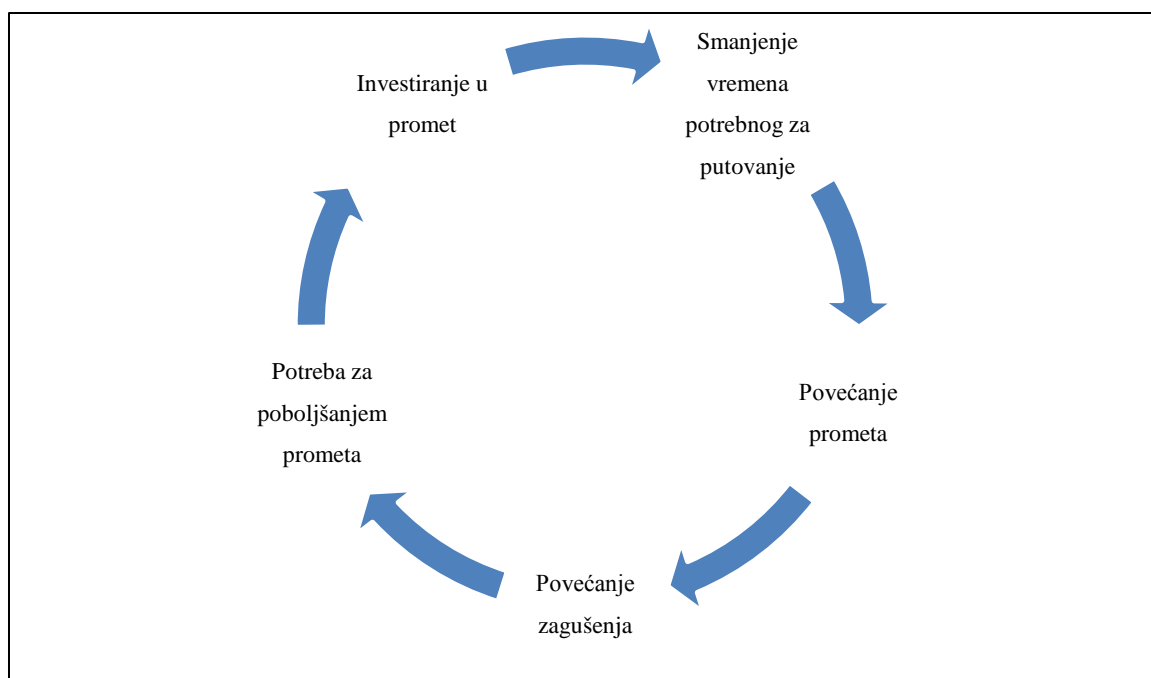 Investiranje u
promet
Smanjenje
vremena
potrebnog za
putovanje
Povećanje
prometa
Povećanje
zagušenja
Potreba za
poboljšanjem
prometa